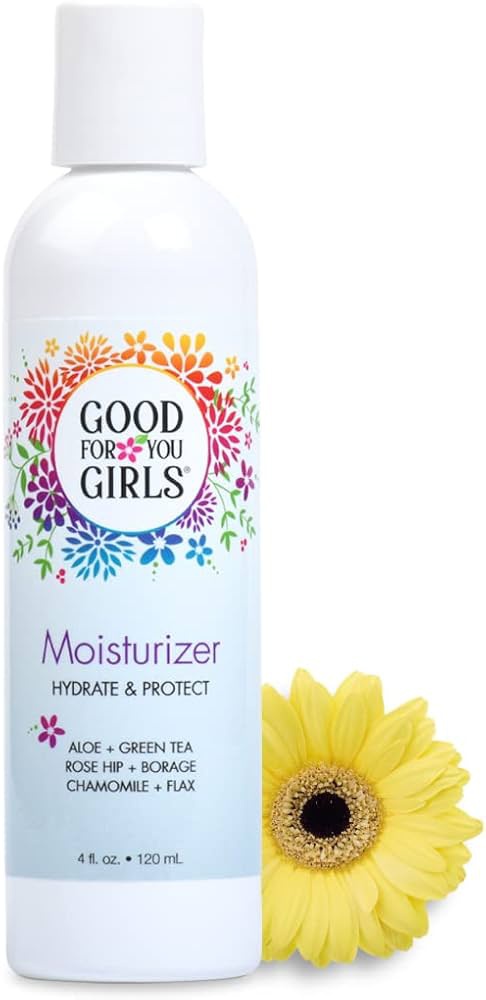 GOOD
FOR YOU
GIRLS®
Moisturizer
HYDRATE & PROTECT
ALOE + GREEN TEA
ROSE HIP + BORAGE
CHAMOMILE + FLAX
4 fl. oz. • 120 mL